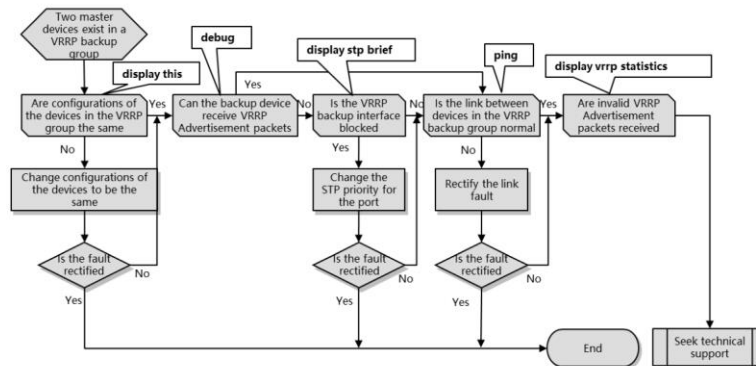 Two master
devices exist in a
VRRP backup
group
debug
display stp brief
ping
display this
display vrrp statistics
Yes
Are configurations of
the devices in the VRRP
group the same
Yes
Can the backup device
receive VRRP
Advertisement packets
No
Is the VRRP
backup interface
blocked
No
Is the link between
devices in the VRRP
backup group normal
Yes
Are invalid VRRP
Advertisement
packets received
No
Yes
No
Change configurations
of the devices to be the
same
Change the
STP priority for
the port
Rectify the link
fault
Is the fault
rectified
No
Is the fault
rectified
No
Is the fault
rectified
No
Yes
Yes
Yes
End
Seek technical
support